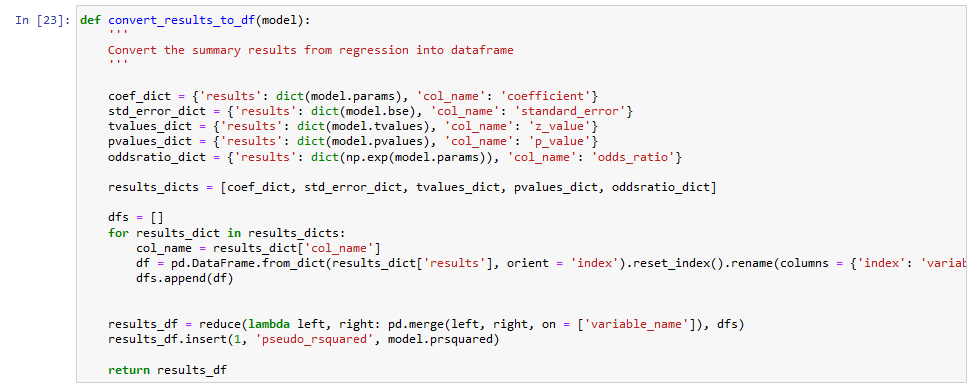 In [23]: def convert_results_to_df(model):
'''
Convert the summary results from regression into dataframe
'''
coef_dict = {'results': dict(model.params), 'col_name': 'coefficient'}
std_error_dict = {'results': dict(model.bse), 'col_name': 'standard_error'}
tvalues_dict = {'results': dict(model.tvalues), 'col_name': 'z_value'}
pvalues_dict = {'results': dict(model.pvalues), 'col_name': 'p_value'}
oddsratio_dict = {'results': dict(np.exp(model.params)), 'col_name': 'odds_ratio'}
results_dicts = [coef_dict, std_error_dict, tvalues_dict, pvalues_dict, oddsratio_dict]
dfs = []
for results_dict in results_dicts:
col_name = results_dict['col_name']
df = pd.DataFrame.from_dict(results_dict['results'], orient = 'index').reset_index().rename(columns = {'index': 'variab
dfs.append(df)
results_df = reduce(lambda left, right: pd.merge(left, right, on = ['variable_name']), dfs)
results_df.insert(1, 'pseudo_rsquared', model.prsquared)
return results_df